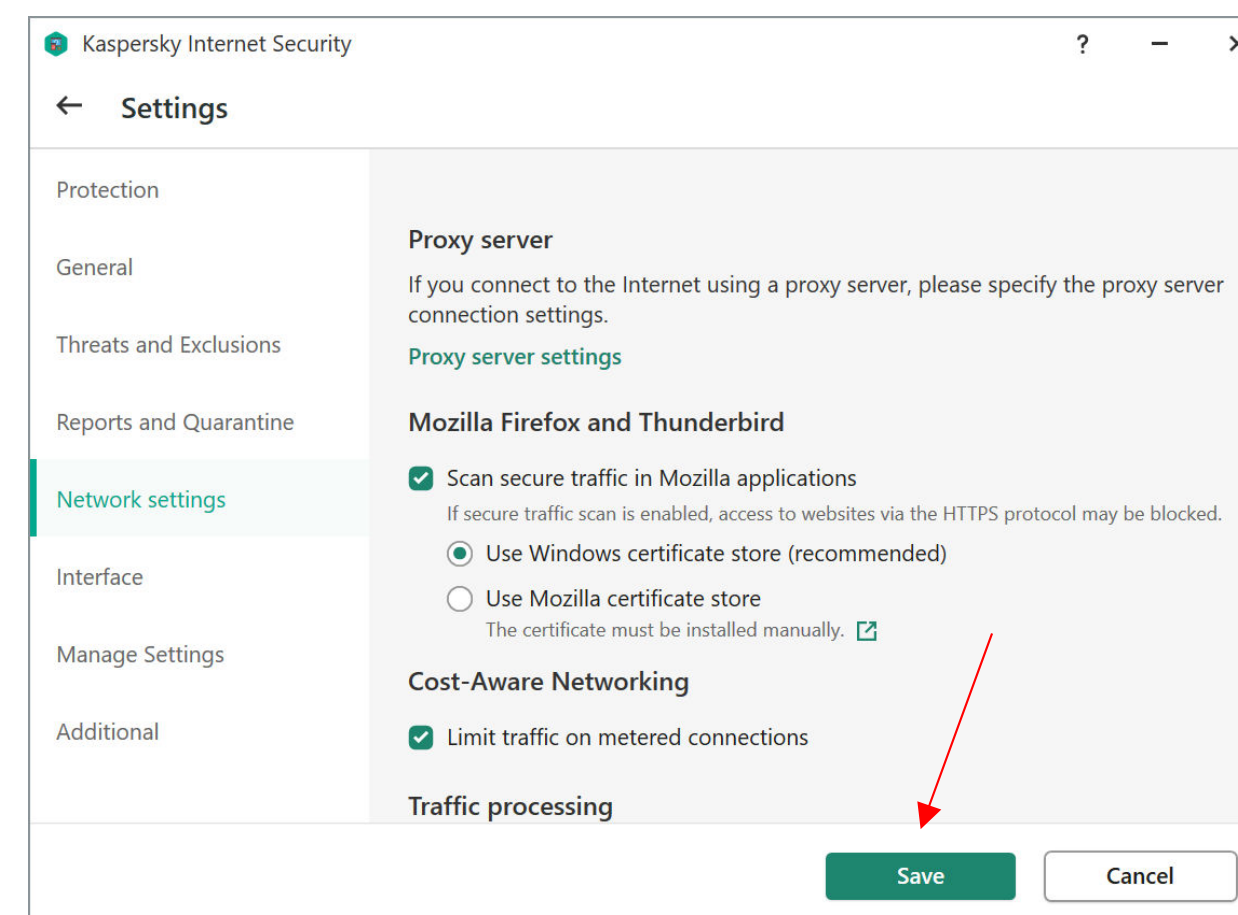 Kaspersky Internet Security
?
Settings
Protection
General
Threats and Exclusions
Reports and Quarantine
Network settings
Interface
Manage Settings
Additional
Proxy server
If you connect to the Internet using a proxy server, please specify the proxy server
connection settings.
Proxy server settings
Mozilla Firefox and Thunderbird
Scan secure traffic in Mozilla applications
If secure traffic scan is enabled, access to websites via the HTTPS protocol may be blocked.
Use Windows certificate store (recommended)
Use Mozilla certificate store
The certificate must be installed manually.
Cost-Aware Networking
Limit traffic on metered connections
Traffic processing
Save
Cancel